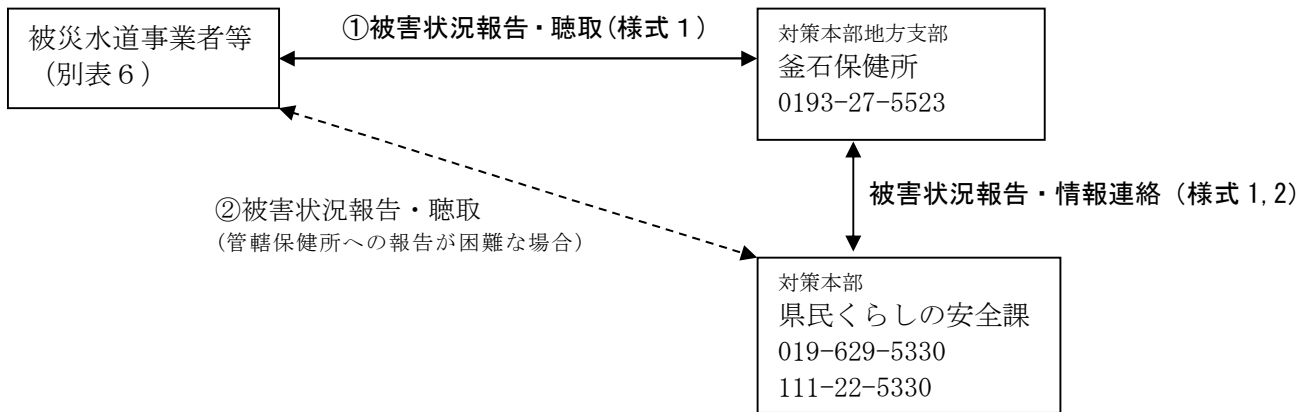 被災水道事業者等
（別表６）
①被害状況報告・聴取(様式１)
対策本部地方支部
釜石保健所
0193-27-5523
被害状況報告・情報連絡（様式1,2）
②被害状況報告・聴取
（管轄保健所への報告が困難な場合）
対策本部
県民くらしの安全課
019-629-5330
111-22-5330